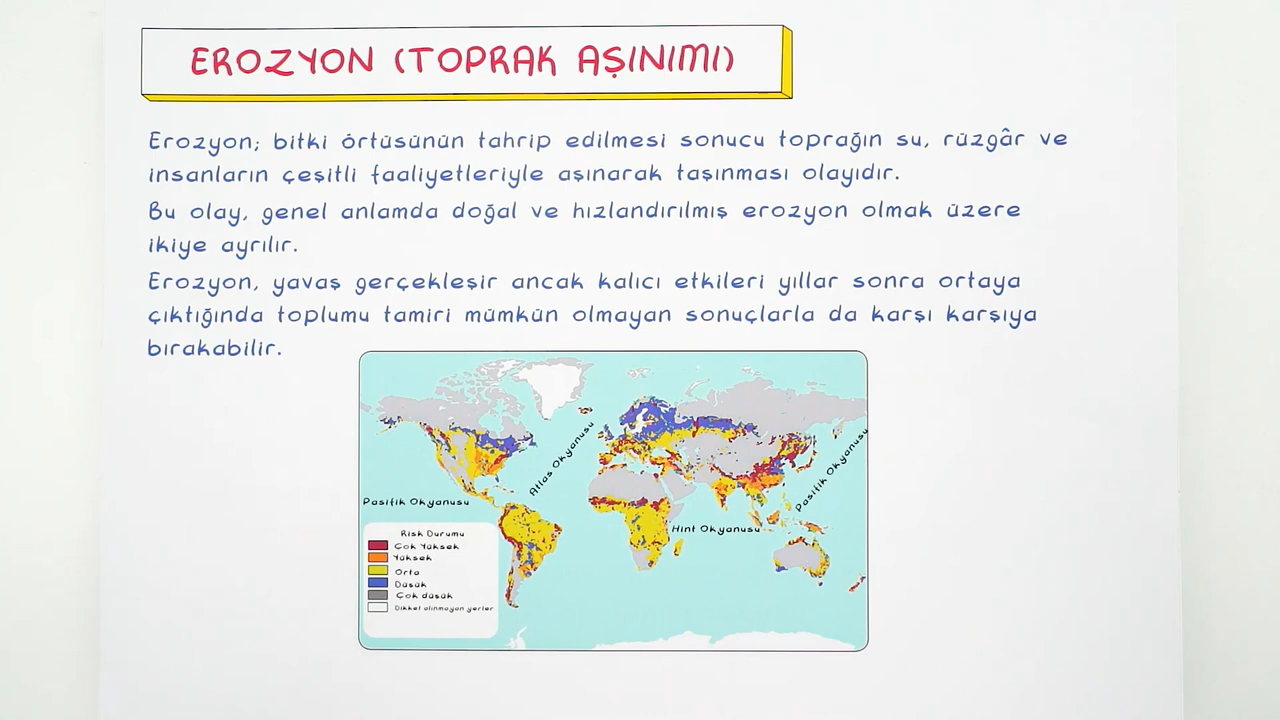 EROZYON (TOPRAK AŞINIMI)
Erozyon; bitki örtüsünün tahrip edilmesi sonucu toprağın su, rüzgâr ve
insanların çeşitli faaliyetleriyle aşınarak taşınması olayıdır.
Bu olay, genel anlamda doğal ve hızlandırılmış erozyon olmak üzere
ikiye ayrılır.
Erozyon, yavaş gerçekleşir ancak kalıcı etkileri yıllar sonra ortaya
çıktığında toplumu tamiri mümkün olmayan sonuçlarla da karşı karşıya
bırakabilir.
Atlas Okyanusu
Pasifik Okyanusu
Pasifik Okyanusu
Hint Okyanusu
Risk Durumu
Çok Yüksek
Yüksek
Orta
Düşük
Çok düşük
Dikkat alınmayan yerler